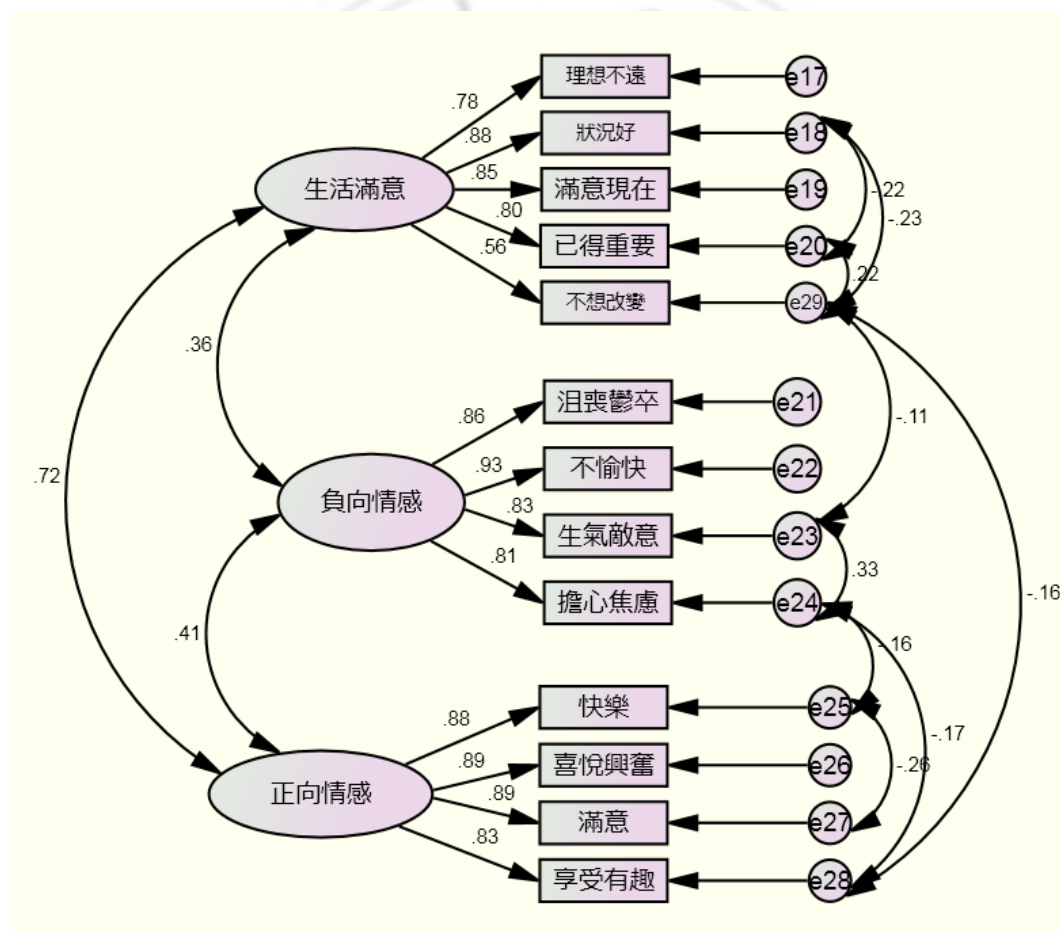 理想不遠
e17
.78
狀況好
e18
.88
生活滿意
滿意現在
e19
.85
-.22
-.23
已得重要
e20
.80
.22
不想改變
e29
.56
.36
沮喪鬱卒
e21
.86
-.11
.72
不愉快
e22
.93
負向情感
生氣敵意
e23
.83
.33
擔心焦慮
e24
.81
-.16
.41
-.16
快樂
e25
.88
-.17
喜悅興奮
e26
.89
-.26
正向情感
滿意
e27
.89
享受有趣
e28
.83